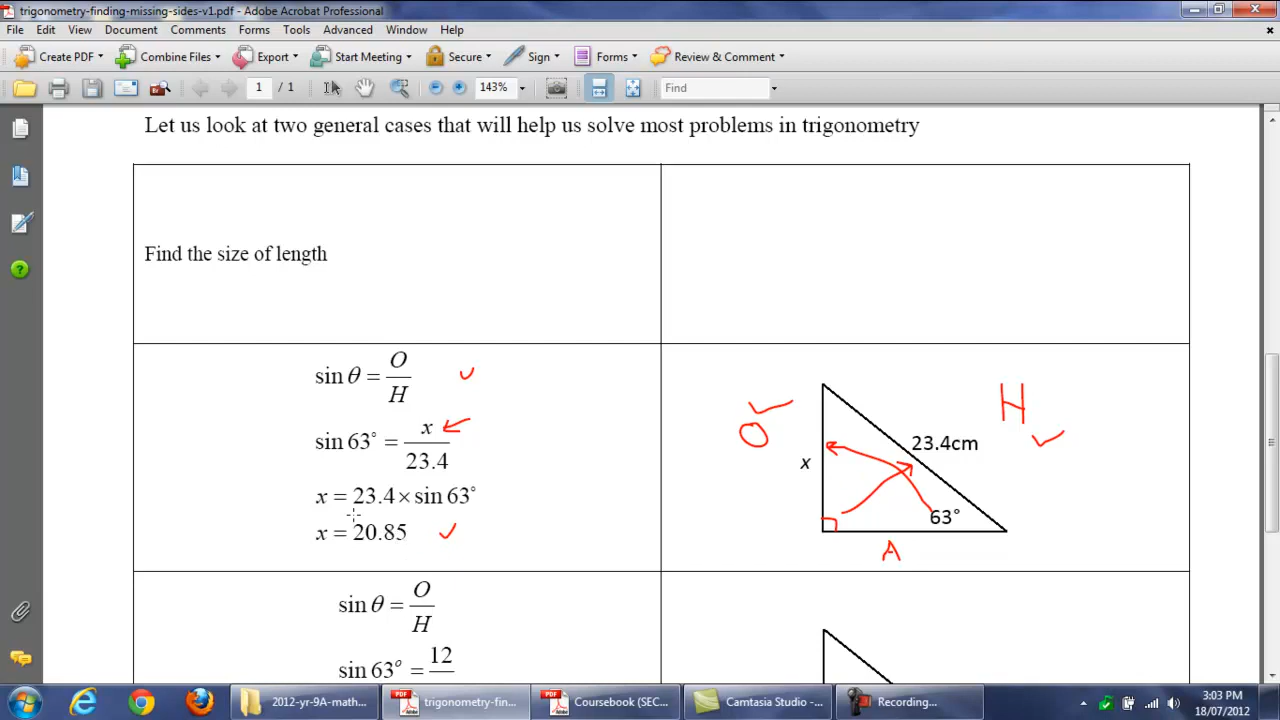 trigonometry-finding-missing-sides-v1.pdf - Adobe Acrobat Professional
File Edit View Document Comments Forms Tools Advanced Window Help
Create PDF Combine Files Export Start Meeting Secure Sign Forms Review & Comment
1 / 1 143% Find
Let us look at two general cases that will help us solve most problems in trigonometry
Find the size of length
sin θ = O/H
sin 63° = x/23.4
x = 23.4 × sin 63°
x = 20.85
O
H
23.4cm
x
63°
A
sin θ = O/H
sin 63° = 12
2012-yr-9A-math... trigonometry-fin... Coursebook (SEC... Camtasia Studio -... Recording...
3:03 PM
18/07/2012